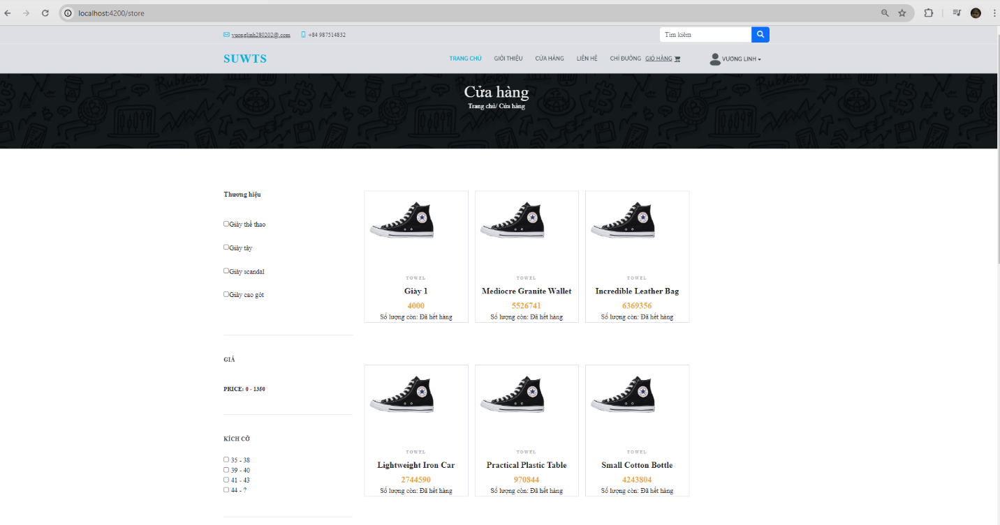 localhost:4200/store
vuonglinh280202@.com
+84 987514832
Tìm kiếm
SUWTS
TRANG CHỦ
GIỚI THIỆU
CỬA HÀNG
LIÊN HỆ
CHỈ ĐƯỜNG
GIỎ HÀNG
VƯƠNG LINH
Cửa hàng
Trang chủ/ Cửa hàng
Thương hiệu
Giày thể thao
Giày tây
Giày scandal
Giày cao gót
GIÁ
PRICE: 0 - 1350
KÍCH CỠ
35 - 38
39 - 40
41 - 43
44 - ?
TOWEL
Giày 1
4000
Số lượng còn: Đã hết hàng
TOWEL
Mediocre Granite Wallet
5526741
Số lượng còn: Đã hết hàng
TOWEL
Incredible Leather Bag
6369356
Số lượng còn: Đã hết hàng
TOWEL
Lightweight Iron Car
2744590
Số lượng còn: Đã hết hàng
TOWEL
Practical Plastic Table
970844
Số lượng còn: Đã hết hàng
TOWEL
Small Cotton Bottle
4243804
Số lượng còn: Đã hết hàng